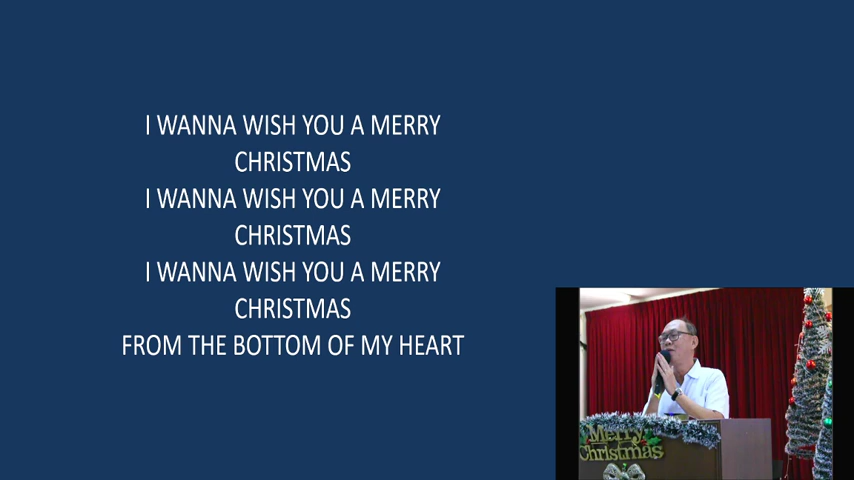 I WANNA WISH YOU A MERRY
CHRISTMAS
I WANNA WISH YOU A MERRY
CHRISTMAS
I WANNA WISH YOU A MERRY
CHRISTMAS
FROM THE BOTTOM OF MY HEART
Merry
Christmas